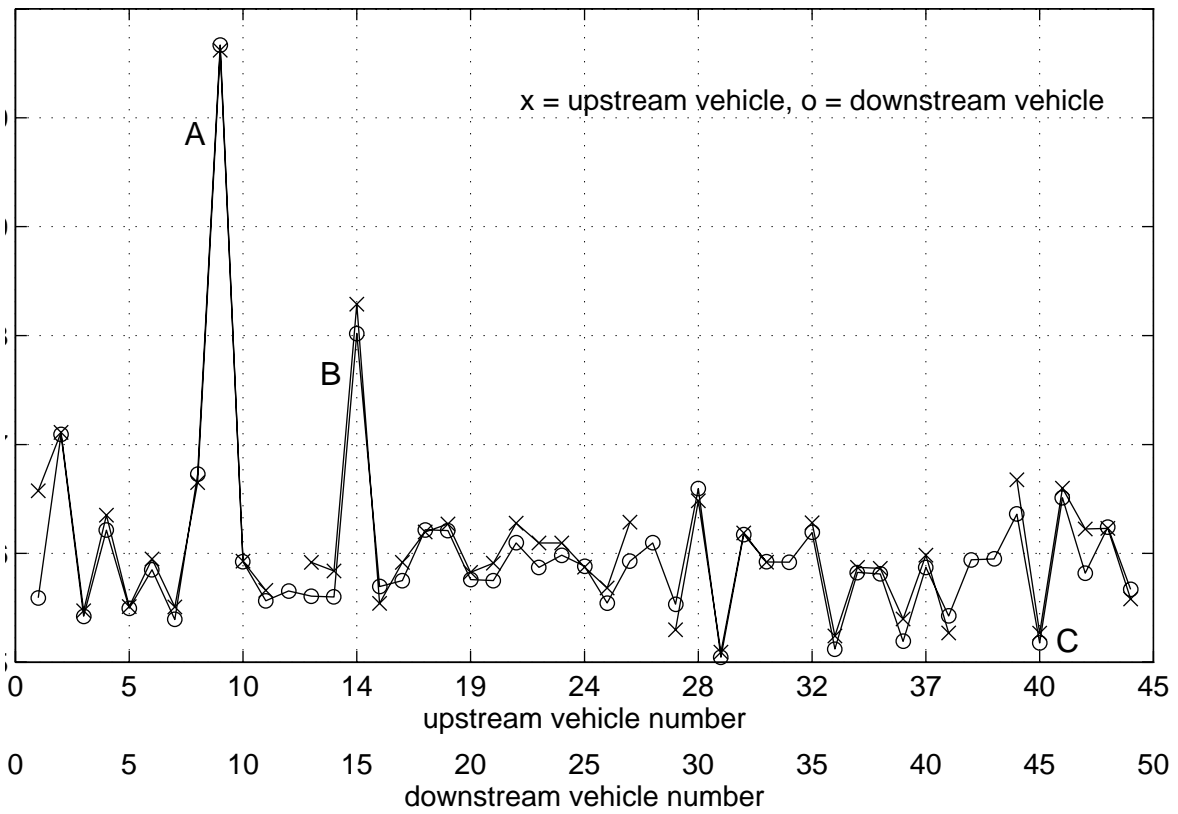 x = upstream vehicle, o = downstream vehicle
A
B
C
0 5 10 14 19 24 28 32 37 40 45
upstream vehicle number
0 5 10 15 20 25 30 35 40 45 50
downstream vehicle number